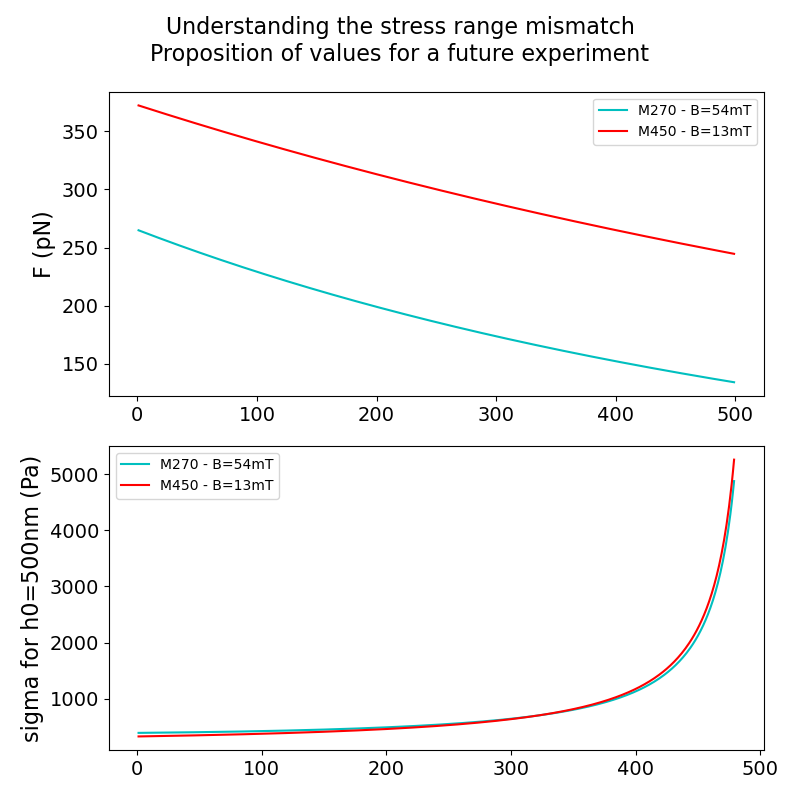 Understanding the stress range mismatch
Proposition of values for a future experiment
F (pN)
350
300
250
200
150
M270 - B=54mT
M450 - B=13mT
0 100 200 300 400 500
sigma for h0=500nm (Pa)
5000
4000
3000
2000
1000
M270 - B=54mT
M450 - B=13mT
0 100 200 300 400 500